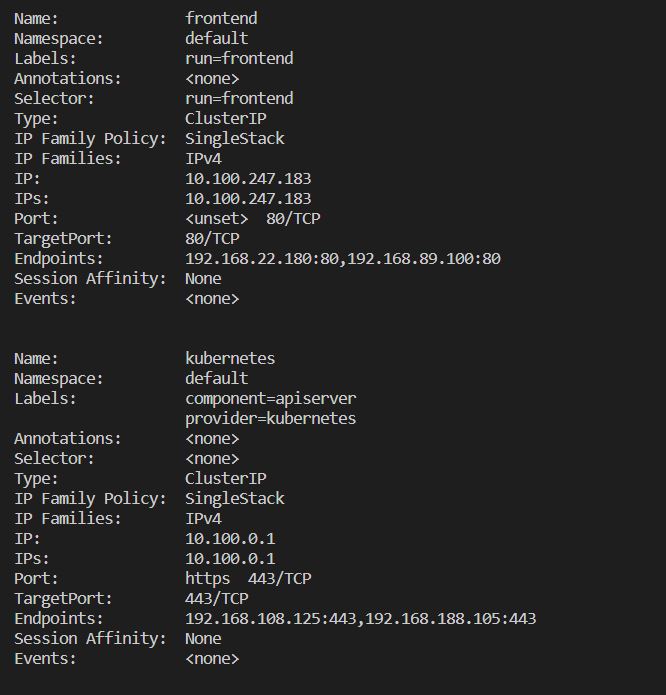 Name:              frontend
Namespace:         default
Labels:            run=frontend
Annotations:       <none>
Selector:          run=frontend
Type:              ClusterIP
IP Family Policy:  SingleStack
IP Families:       IPv4
IP:                10.100.247.183
IPs:               10.100.247.183
Port:              <unset>  80/TCP
TargetPort:        80/TCP
Endpoints:         192.168.22.180:80,192.168.89.100:80
Session Affinity:  None
Events:            <none>
Name:              kubernetes
Namespace:         default
Labels:            component=apiserver
                   provider=kubernetes
Annotations:       <none>
Selector:          <none>
Type:              ClusterIP
IP Family Policy:  SingleStack
IP Families:       IPv4
IP:                10.100.0.1
IPs:               10.100.0.1
Port:              https  443/TCP
TargetPort:        443/TCP
Endpoints:         192.168.108.125:443,192.168.188.105:443
Session Affinity:  None
Events:            <none>